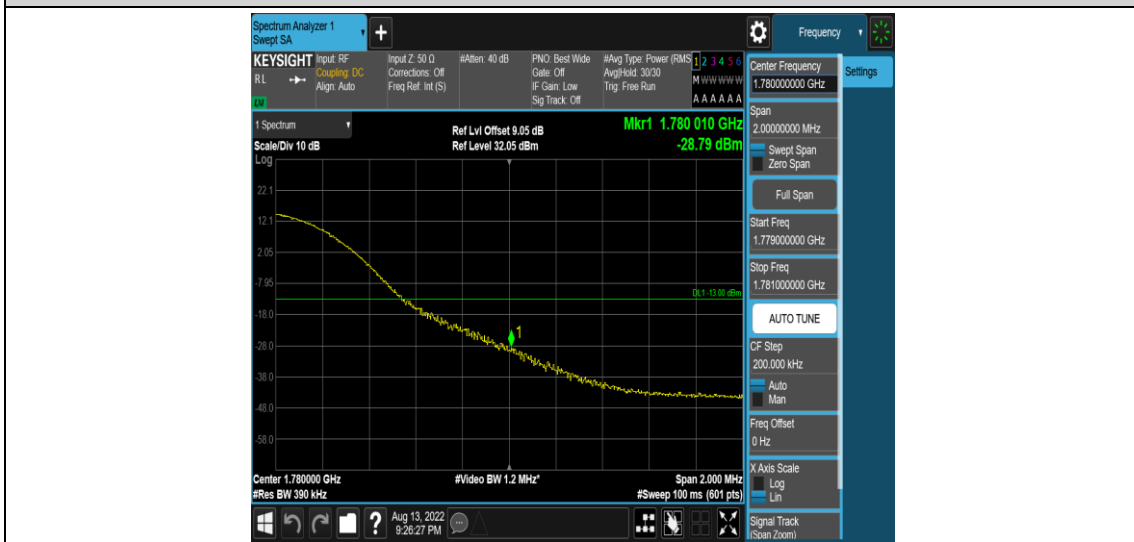 Spectrum Analyzer 1
Swept SA
+
Frequency
KEYSIGHT
RL
Input: RF
Coupling: DC
Align: Auto
Input Z: 50 Ω
Corrections: Off
Freq Ref: Int (S)
#Atten: 40 dB
PNO: Best Wide
Gate: Off
IF Gain: Low
Sig Track: Off
#Avg Type: Power (RMS
Avg|Hold: 30/30
Trig: Free Run
1 2 3 4 5 6
M W W W W W
A A A A A A
1 Spectrum
Scale/Div 10 dB
Log
Ref Lvl Offset 9.05 dB
Ref Level 32.05 dBm
Mkr1 1.780 010 GHz
-28.79 dBm
22.1
12.1
2.05
-7.95
-18.0
-28.0
-38.0
-48.0
-58.0
DL1 -13.00 dBm
1
Center 1.780000 GHz
#Res BW 390 kHz
#Video BW 1.2 MHz*
Span 2.000 MHz
#Sweep 100 ms (601 pts)
Center Frequency
1.780000000 GHz
Settings
Span
2.00000000 MHz
Swept Span
Zero Span
Full Span
Start Freq
1.779000000 GHz
Stop Freq
1.781000000 GHz
AUTO TUNE
CF Step
200.000 kHz
Auto
Man
Freq Offset
0 Hz
X Axis Scale
Log
Lin
Signal Track
(Span Zoom)
?
Aug 13, 2022
9:26:27 PM